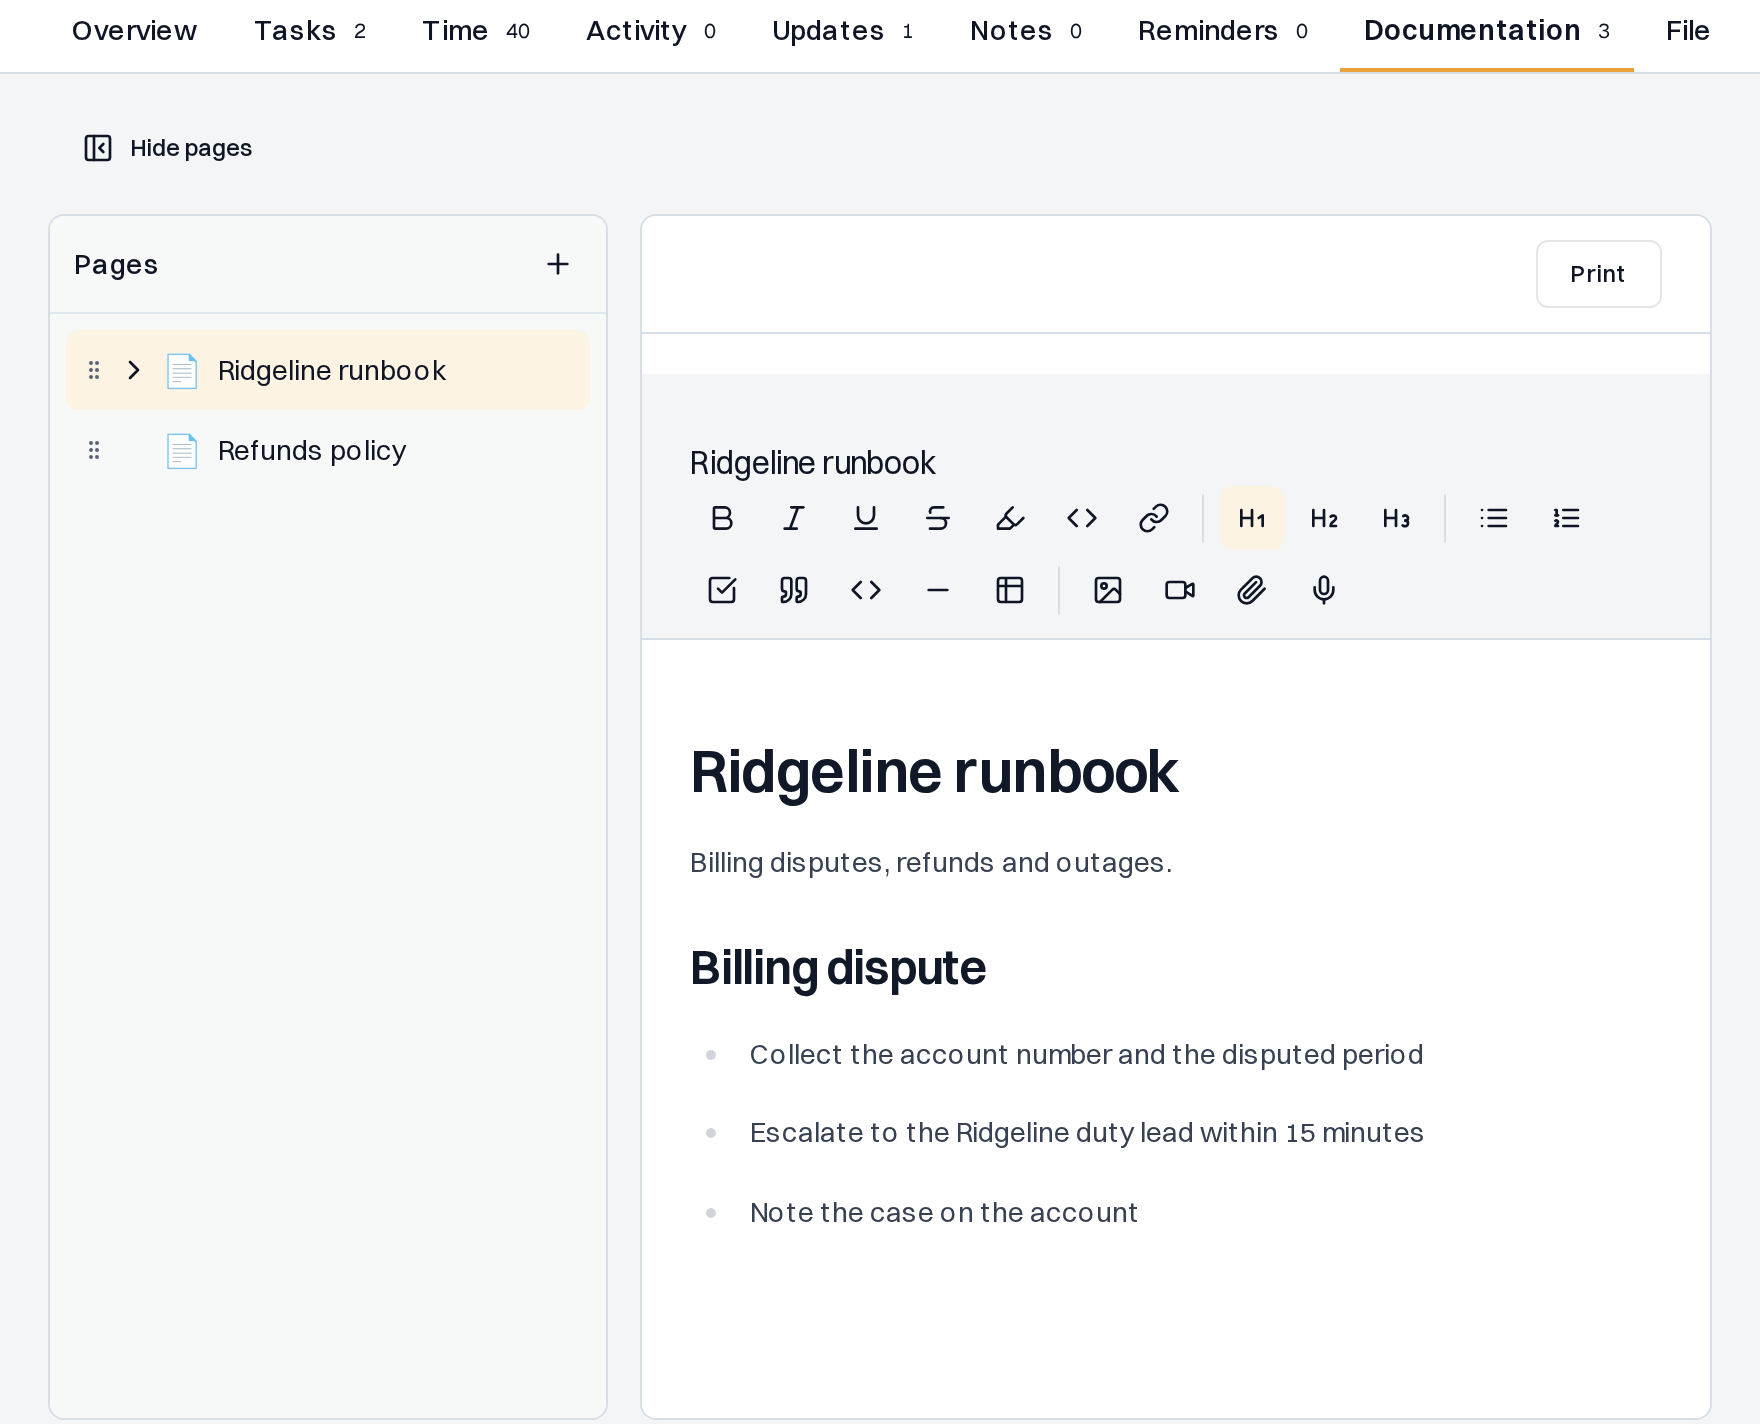 Overview Tasks 2 Time 40 Activity 0 Updates 1 Notes 0 Reminders 0 Documentation 3 File
Hide pages
Pages
Ridgeline runbook
Refunds policy
Print
Ridgeline runbook
H1 H2 H3
Ridgeline runbook
Billing disputes, refunds and outages.
Billing dispute
Collect the account number and the disputed period
Escalate to the Ridgeline duty lead within 15 minutes
Note the case on the account